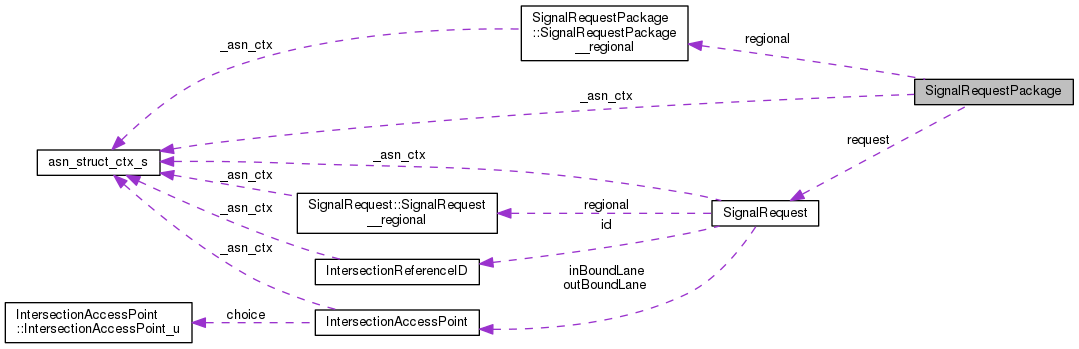 SignalRequestPackage
::SignalRequestPackage
__regional
_asn_ctx
regional
SignalRequestPackage
_asn_ctx
request
asn_struct_ctx_s
_asn_ctx
_asn_ctx
SignalRequest::SignalRequest
__regional
regional
SignalRequest
_asn_ctx
id
IntersectionReferenceID
_asn_ctx
inBoundLane
outBoundLane
IntersectionAccessPoint
::IntersectionAccessPoint_u
choice
IntersectionAccessPoint